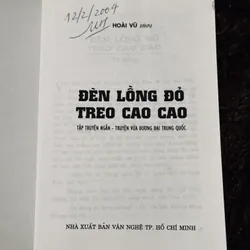 12/2/2004
HOÀI VŨ (dịch)
ĐÈN LỒNG ĐỎ
TREO CAO CAO
TẬP TRUYỆN NGẮN - TRUYỆN VỪA ĐƯƠNG ĐẠI TRUNG QUỐC.
NHÀ XUẤT BẢN VĂN NGHỆ TP. HỒ CHÍ MINH